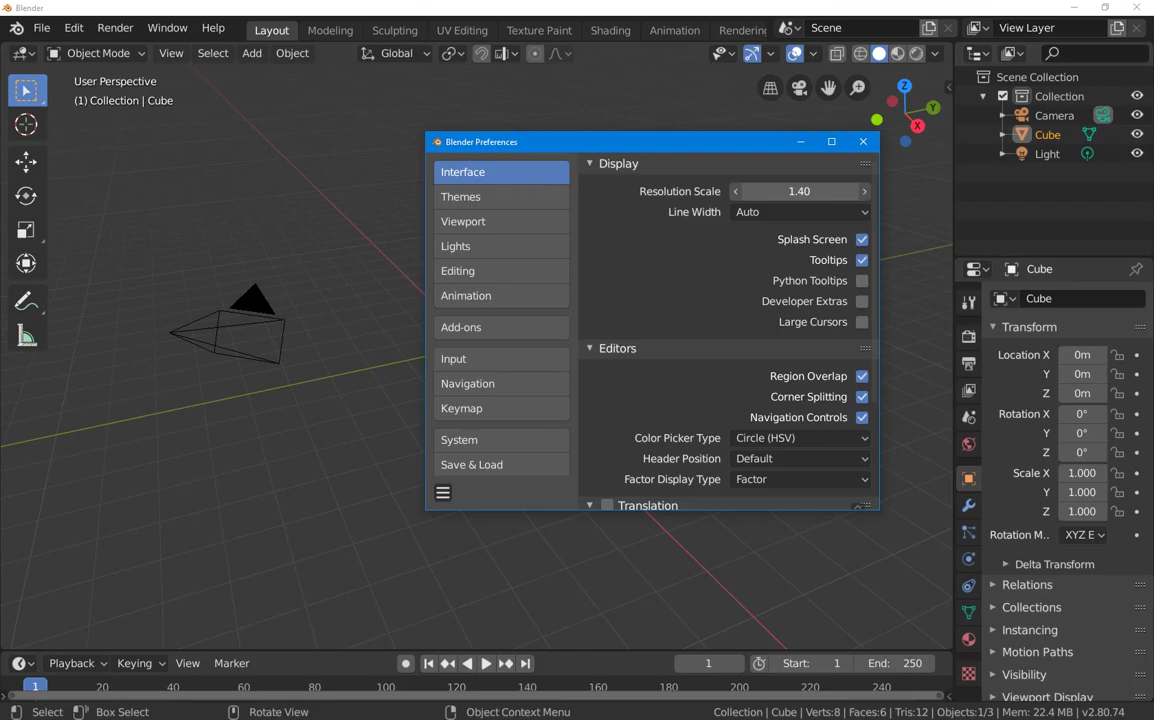 Blender
File Edit Render Window Help Layout Modeling Sculpting UV Editing Texture Paint Shading Animation Rendering Scene View Layer
Object Mode View Select Add Object Global
User Perspective
(1) Collection | Cube
Z
Y
X
Scene Collection
Collection
Camera
Cube
Light
Blender Preferences
Interface
Themes
Viewport
Lights
Editing
Animation
Add-ons
Input
Navigation
Keymap
System
Save & Load
Display
Resolution Scale 1.40
Line Width Auto
Splash Screen
Tooltips
Python Tooltips
Developer Extras
Large Cursors
Editors
Region Overlap
Corner Splitting
Navigation Controls
Color Picker Type Circle (HSV)
Header Position Default
Factor Display Type Factor
Translation
Cube
Cube
Transform
Location X 0m
Y 0m
Z 0m
Rotation X 0°
Y 0°
Z 0°
Scale X 1.000
Y 1.000
Z 1.000
Rotation M.. XYZ E
Delta Transform
Relations
Collections
Instancing
Motion Paths
Visibility
Viewport Display
Playback Keying View Marker 1 Start: 1 End: 250
1 20 40 60 80 100 120 140 160 180 200 220 240
Select Box Select Rotate View Object Context Menu Collection | Cube | Verts:8 | Faces:6 | Tris:12 | Objects:1/3 | Mem: 22.4 MB | v2.80.74